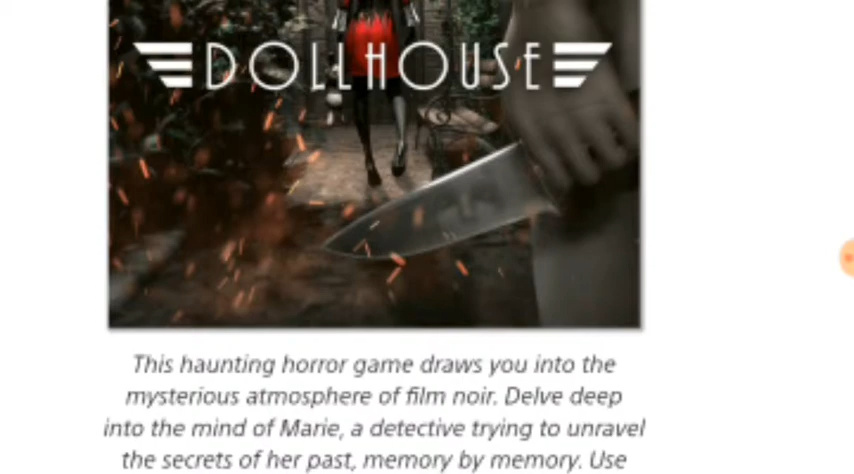 DOLLHOUSE
This haunting horror game draws you into the
mysterious atmosphere of film noir. Delve deep
into the mind of Marie, a detective trying to unravel
the secrets of her past, memory by memory. Use